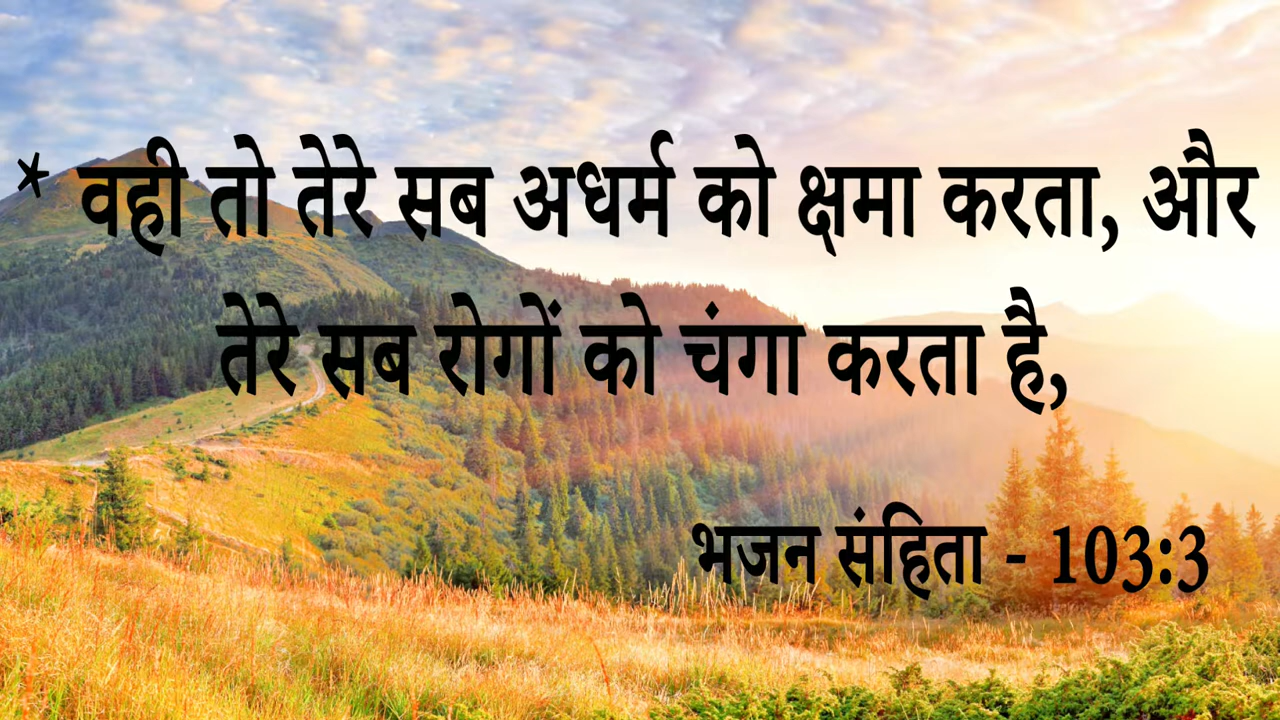 * वही तो तेरे सब अधर्म को क्षमा करता, और
तेरे सब रोगों को चंगा करता है,
भजन संहिता - 103:3